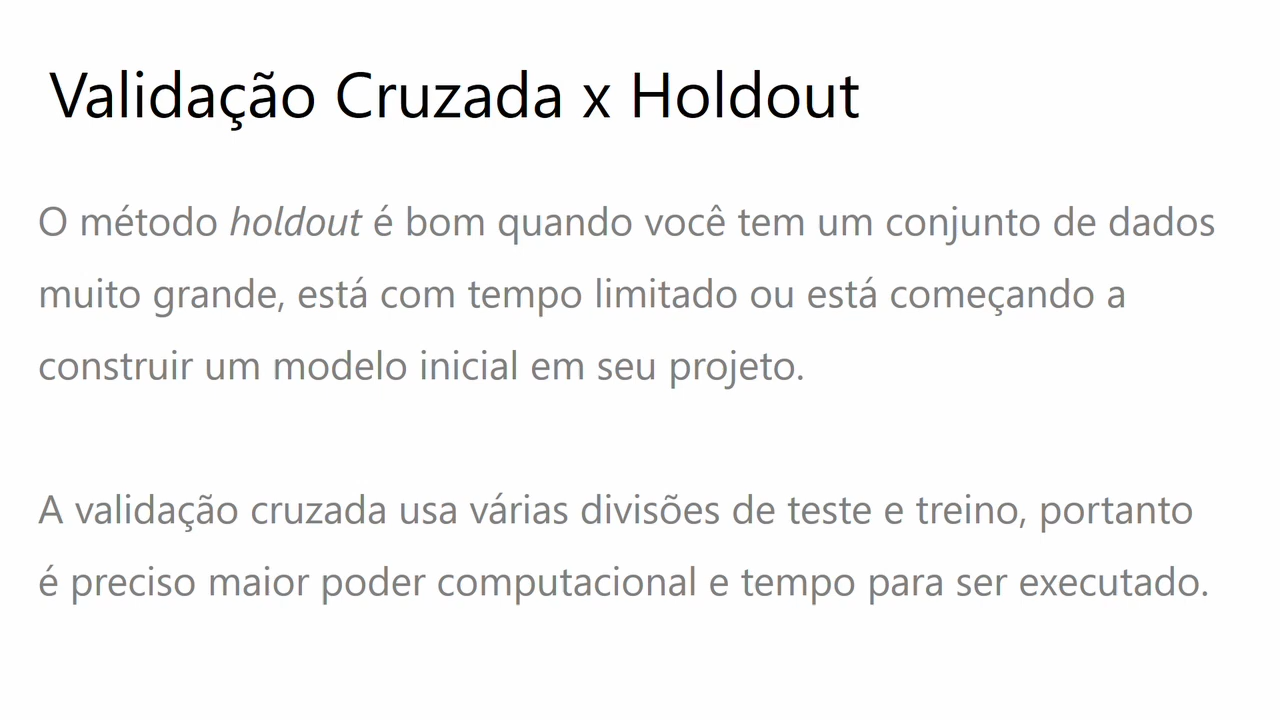 Validação Cruzada x Holdout
O método holdout é bom quando você tem um conjunto de dados
muito grande, está com tempo limitado ou está começando a
construir um modelo inicial em seu projeto.
A validação cruzada usa várias divisões de teste e treino, portanto
é preciso maior poder computacional e tempo para ser executado.